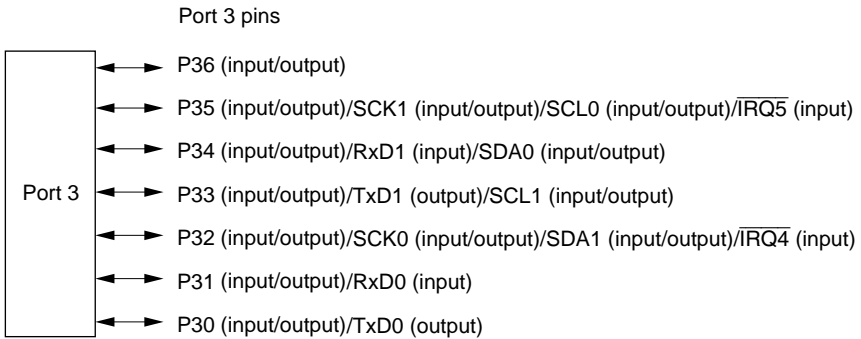 Port 3 pins
P36 (input/output)
P35 (input/output)/SCK1 (input/output)/SCL0 (input/output)/I̅R̅Q̅5̅ (input)
P34 (input/output)/RxD1 (input)/SDA0 (input/output)
Port 3
P33 (input/output)/TxD1 (output)/SCL1 (input/output)
P32 (input/output)/SCK0 (input/output)/SDA1 (input/output)/I̅R̅Q̅4̅ (input)
P31 (input/output)/RxD0 (input)
P30 (input/output)/TxD0 (output)